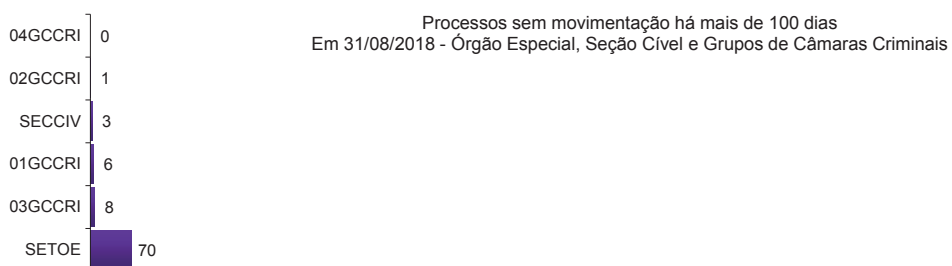 Processos sem movimentação há mais de 100 dias
Em 31/08/2018 - Órgão Especial, Seção Cível e Grupos de Câmaras Criminais
04GCCRI 0
02GCCRI 1
SECCIV 3
01GCCRI 6
03GCCRI 8
SETOE 70